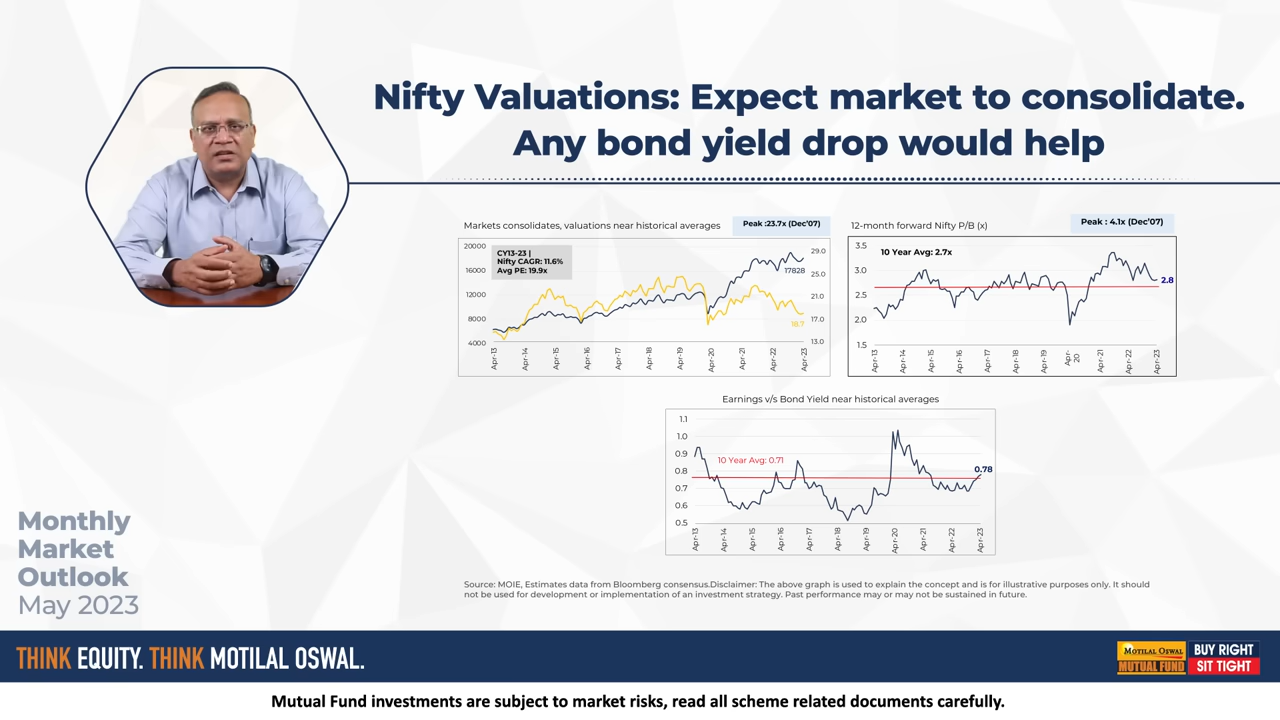 Nifty Valuations: Expect market to consolidate.
Any bond yield drop would help
Markets consolidates, valuations near historical averages
Peak :23.7x (Dec'07)
20000
16000
12000
8000
4000
CY13-23 |
Nifty CAGR: 11.6%
Avg PE: 19.9x
17828
18.7
29.0
25.0
21.0
17.0
13.0
Apr-13
Apr-14
Apr-15
Apr-16
Apr-17
Apr-18
Apr-19
Apr-20
Apr-21
Apr-22
Apr-23
12-month forward Nifty P/B (x)
Peak : 4.1x (Dec'07)
3.5
3.0
2.5
2.0
1.5
10 Year Avg: 2.7x
2.8
Apr-13
Apr-14
Apr-15
Apr-16
Apr-17
Apr-18
Apr-19
Apr-
20
Apr-21
Apr-22
Apr-23
Earnings v/s Bond Yield near historical averages
1.1
1.0
0.9
0.8
0.7
0.6
0.5
10 Year Avg: 0.71
0.78
Apr-13
Apr-14
Apr-15
Apr-16
Apr-17
Apr-18
Apr-19
Apr-20
Apr-21
Apr-22
Apr-23
Monthly
Market
Outlook
May 2023
Source: MOIE, Estimates data from Bloomberg consensus.Disclaimer: The above graph is used to explain the concept and is for illustrative purposes only. It should
not be used for development or implementation of an investment strategy. Past performance may or may not be sustained in future.
THINK EQUITY. THINK MOTILAL OSWAL.
MOTILAL OSWAL
MUTUAL FUND
BUY RIGHT
SIT TIGHT
Mutual Fund investments are subject to market risks, read all scheme related documents carefully.